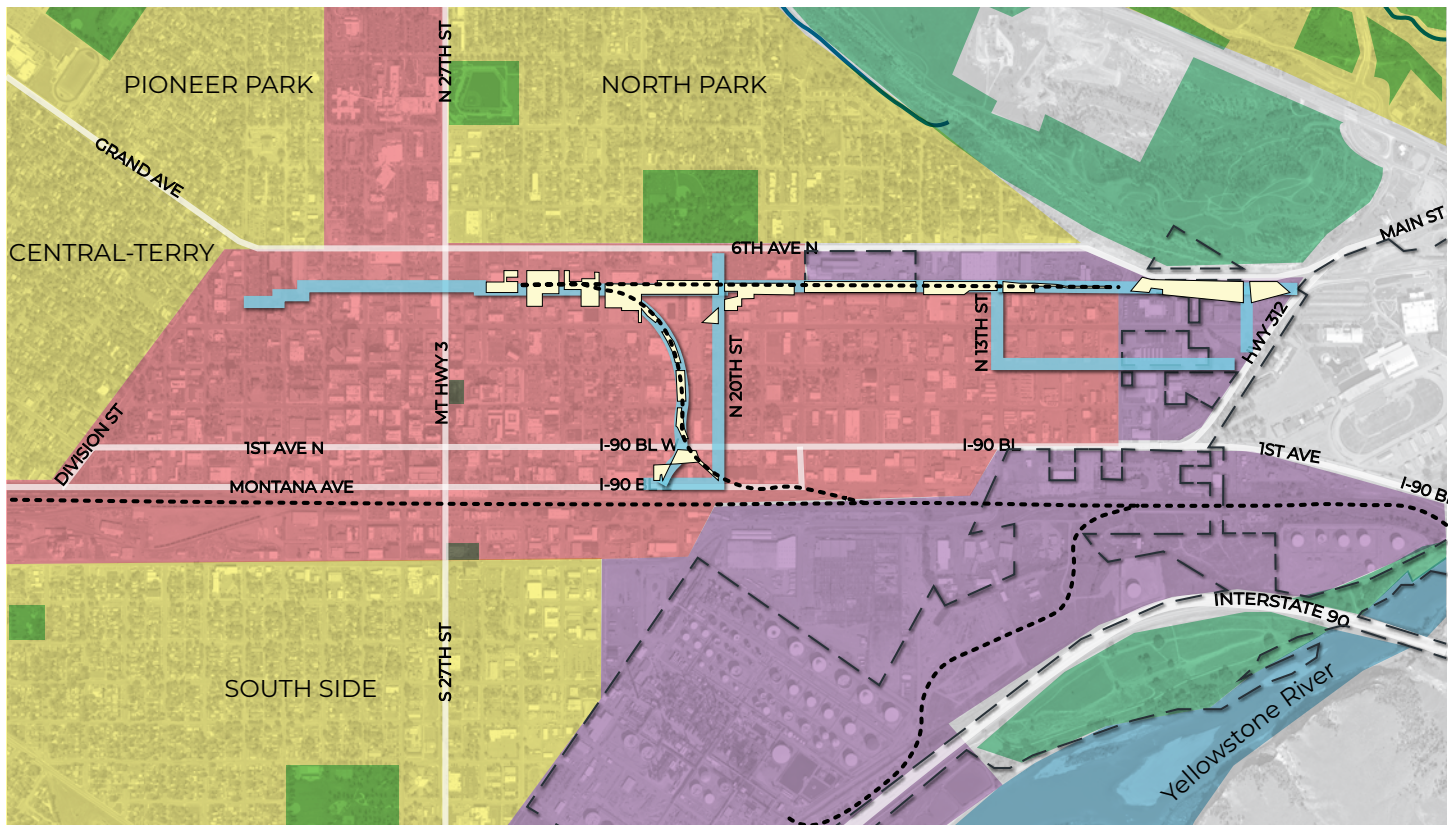 N 27TH ST
PIONEER PARK
NORTH PARK
GRAND AVE
MAIN ST
CENTRAL-TERRY
6TH AVE N
N 13TH ST
HWY 312
MT HWY 3
N 20TH ST
DIVISION ST
1ST AVE N
I-90 BL W
I-90 BL
1ST AVE
MONTANA AVE
I-90 E
I-90 B
INTERSTATE 90
S 27TH ST
SOUTH SIDE
Yellowstone River